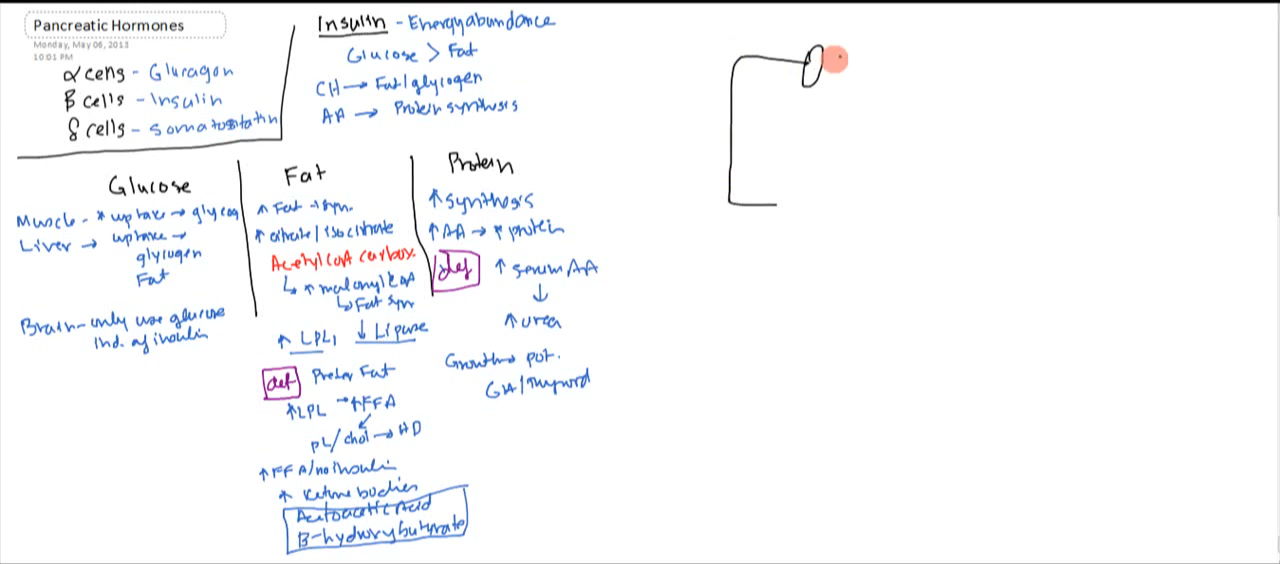 Pancreatic Hormones
Monday, May 06, 2013
10:01 PM
α cells - Glucagon
β cells - Insulin
δ cells - somatostatin
Insulin - Energy abundance
Glucose > Fat
CH → Fat/glycogen
AA → Protein synthesis
Glucose
Muscle - ↑ uptake → glycog
Liver → uptake →
glycogen
Fat
Brain - only use glucose
ind. of insulin
Fat
↑ Fat → syn.
↑ citrate/isocitrate
Acetyl CoA carbox.
↳ ↑ malonyl CoA
↳ Fat syn
↑ LPL, ↓ Lipase
def Prefer Fat
↑ LPL → ↑ FFA
PL/chol → HD
↑ FFA/no insulin
↑ Ketone bodies
Acetoacetic Acid
B-hydroxybutyrate
Protein
↑ synthesis
↑ AA → ↑ protein
def ↑ serum AA
↓
↑ urea
Growth → pot.
GH/Thyroid